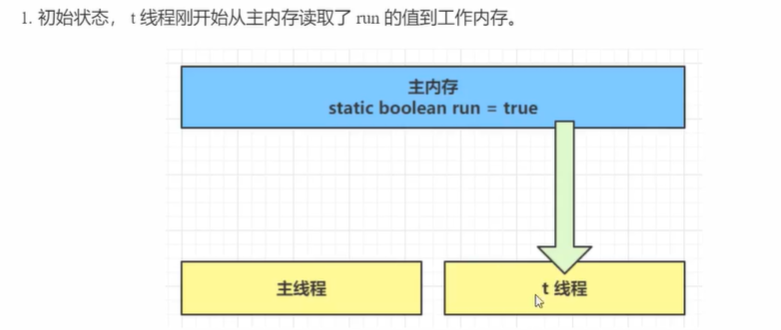 1. 初始状态， t 线程刚开始从主内存读取了 run 的值到工作内存。
主内存
static boolean run = true
主线程
t 线程